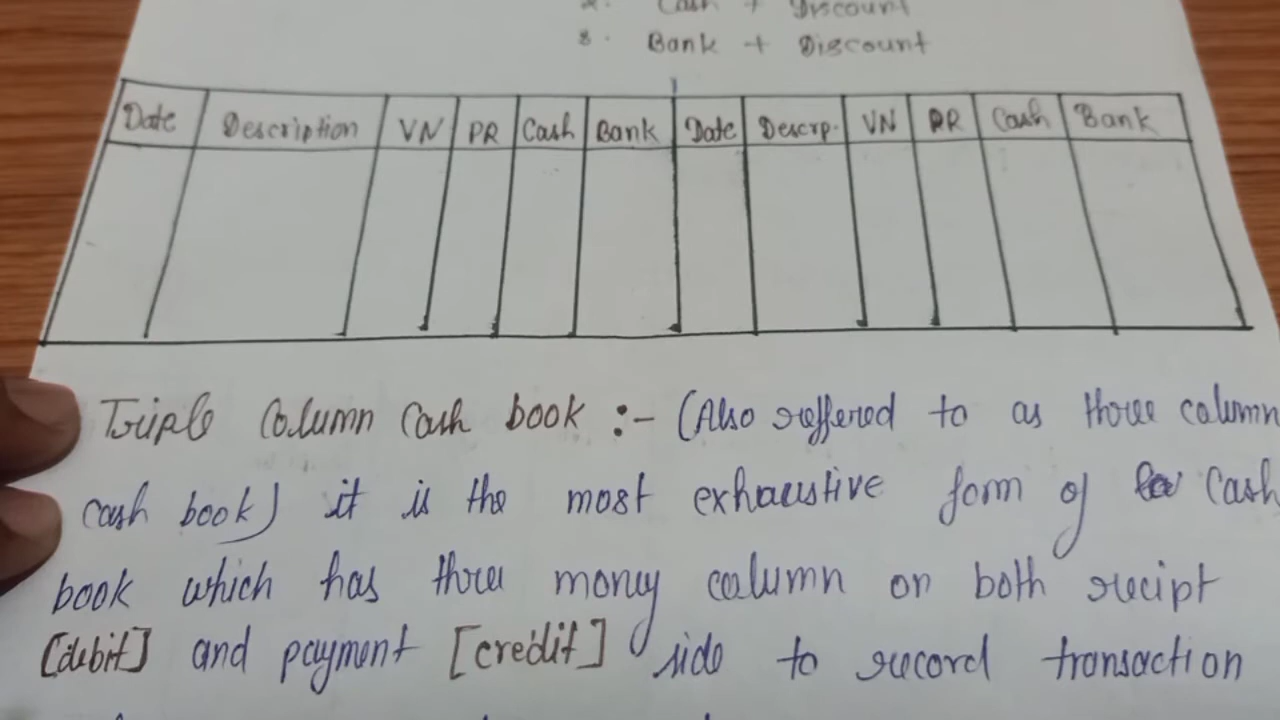 2. Cash + Discount
3. Bank + Discount
Date Description VN PR Cash Bank Date Descrp. VN PR Cash Bank
Triple Column Cash book :- (Also reffered to as three column
cash book) it is the most exhaustive form of Cash
book which has three money column on both recipt
[debit] and payment [credit] side to record transaction